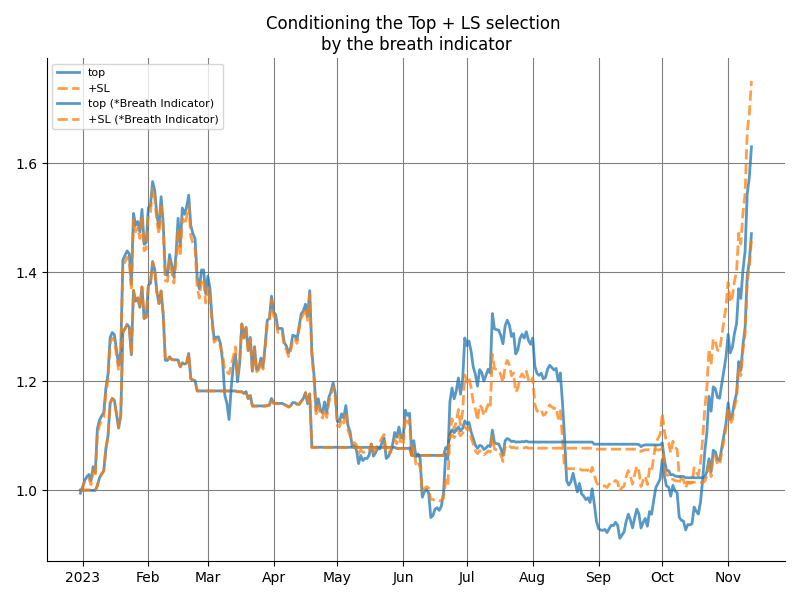 Conditioning the Top + LS selection
by the breath indicator
top
+SL
top (*Breath Indicator)
+SL (*Breath Indicator)
1.6
1.4
1.2
1.0
2023 Feb Mar Apr May Jun Jul Aug Sep Oct Nov